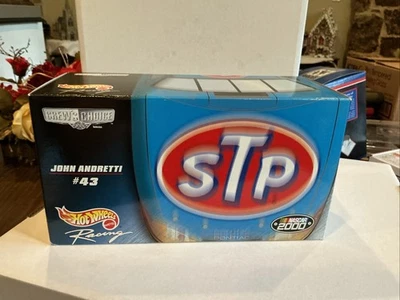 CREW'S CHOICE
JOHN ANDRETTI
#43
Hot Wheels
Racing
STP
NASCAR
2000